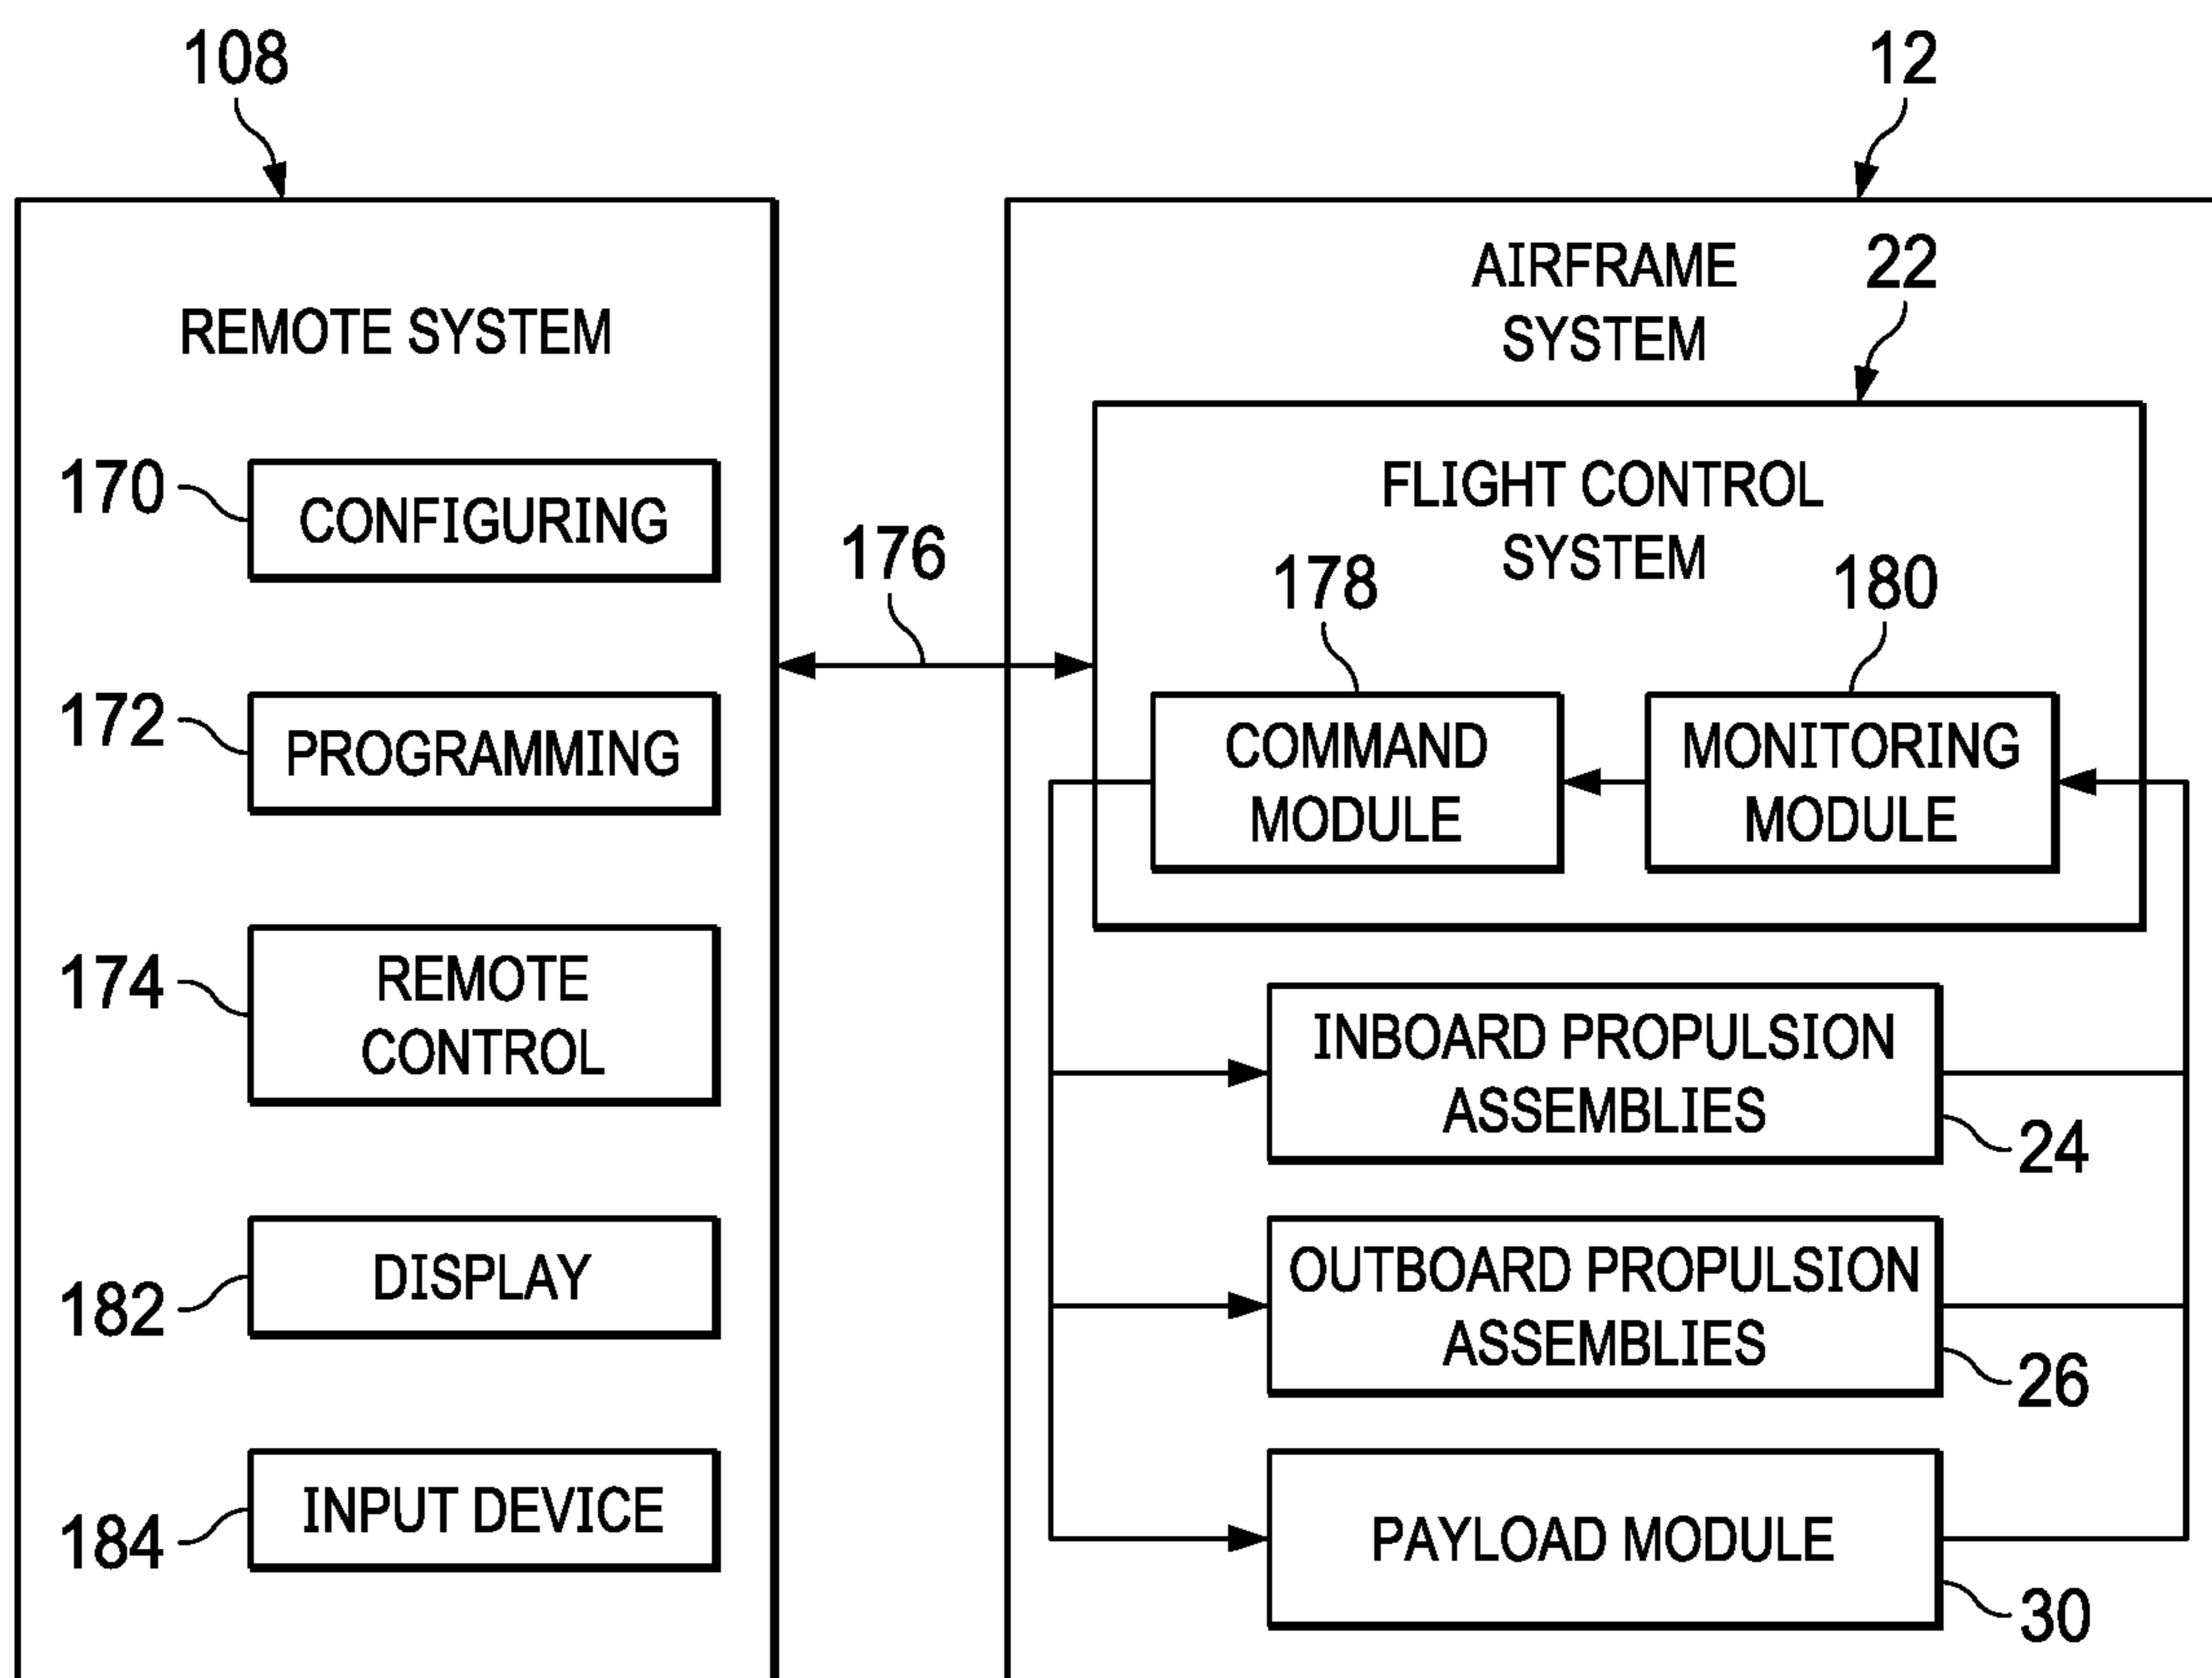 108
REMOTE SYSTEM
170
CONFIGURING
172
PROGRAMMING
174
REMOTE
CONTROL
182
DISPLAY
184
INPUT DEVICE
176
12
AIRFRAME
SYSTEM
22
FLIGHT CONTROL
SYSTEM
178
COMMAND
MODULE
180
MONITORING
MODULE
INBOARD PROPULSION
ASSEMBLIES
24
OUTBOARD PROPULSION
ASSEMBLIES
26
PAYLOAD MODULE
30